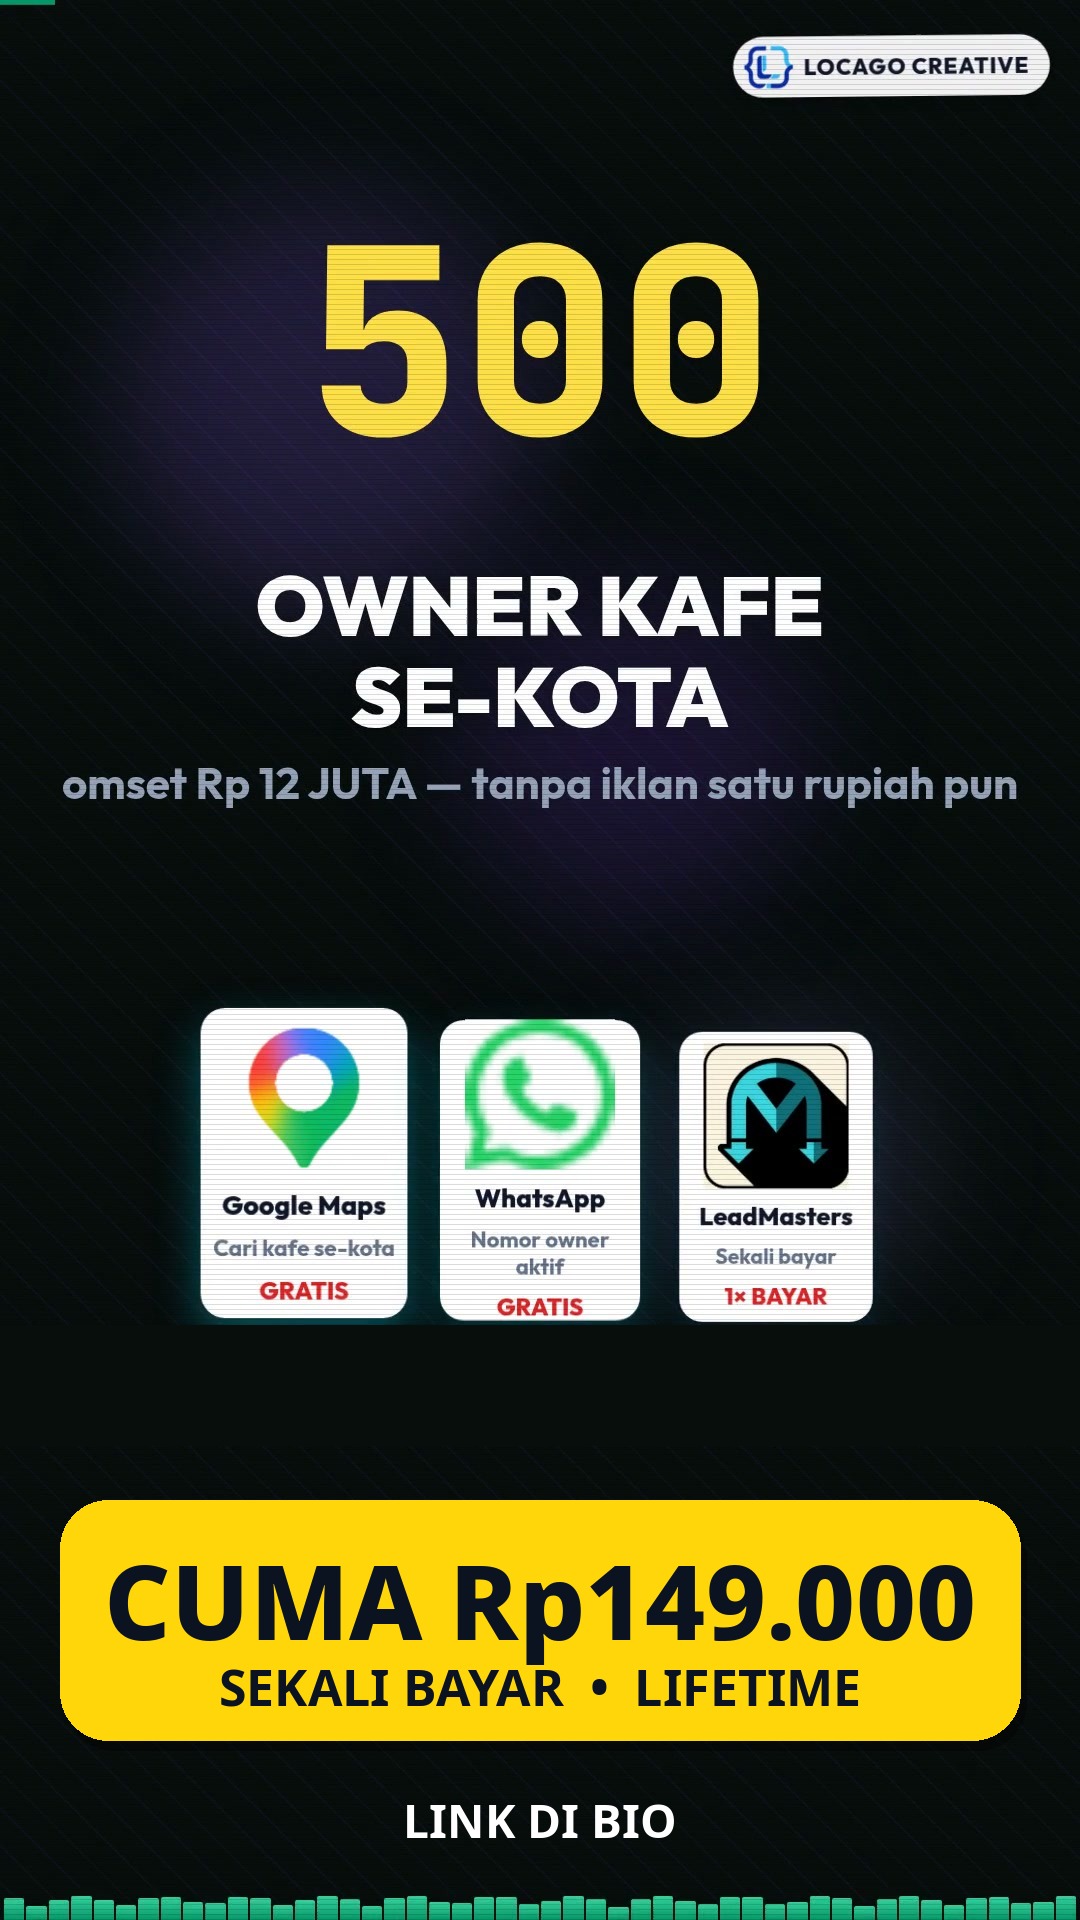 LOCAGO CREATIVE
500
OWNER KAFE
SE-KOTA
omset Rp 12 JUTA — tanpa iklan satu rupiah pun
Google Maps
Cari kafe se-kota
GRATIS
WhatsApp
Nomor owner
aktif
GRATIS
LeadMasters
Sekali bayar
1× BAYAR
CUMA Rp149.000
SEKALI BAYAR • LIFETIME
LINK DI BIO